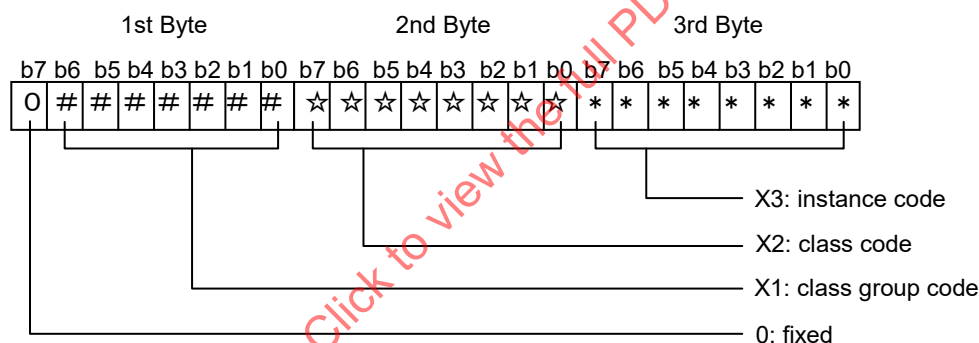 1st Byte 2nd Byte 3rd Byte
b7 b6 b5 b4 b3 b2 b1 b0 b7 b6 b5 b4 b3 b2 b1 b0 b7 b6 b5 b4 b3 b2 b1 b0
0 # # # # # # # ☆ ☆ ☆ ☆ ☆ ☆ ☆ ☆ * * * * * * * *
X3: instance code
X2: class code
X1: class group code
0: fixed
Click to view the full PD